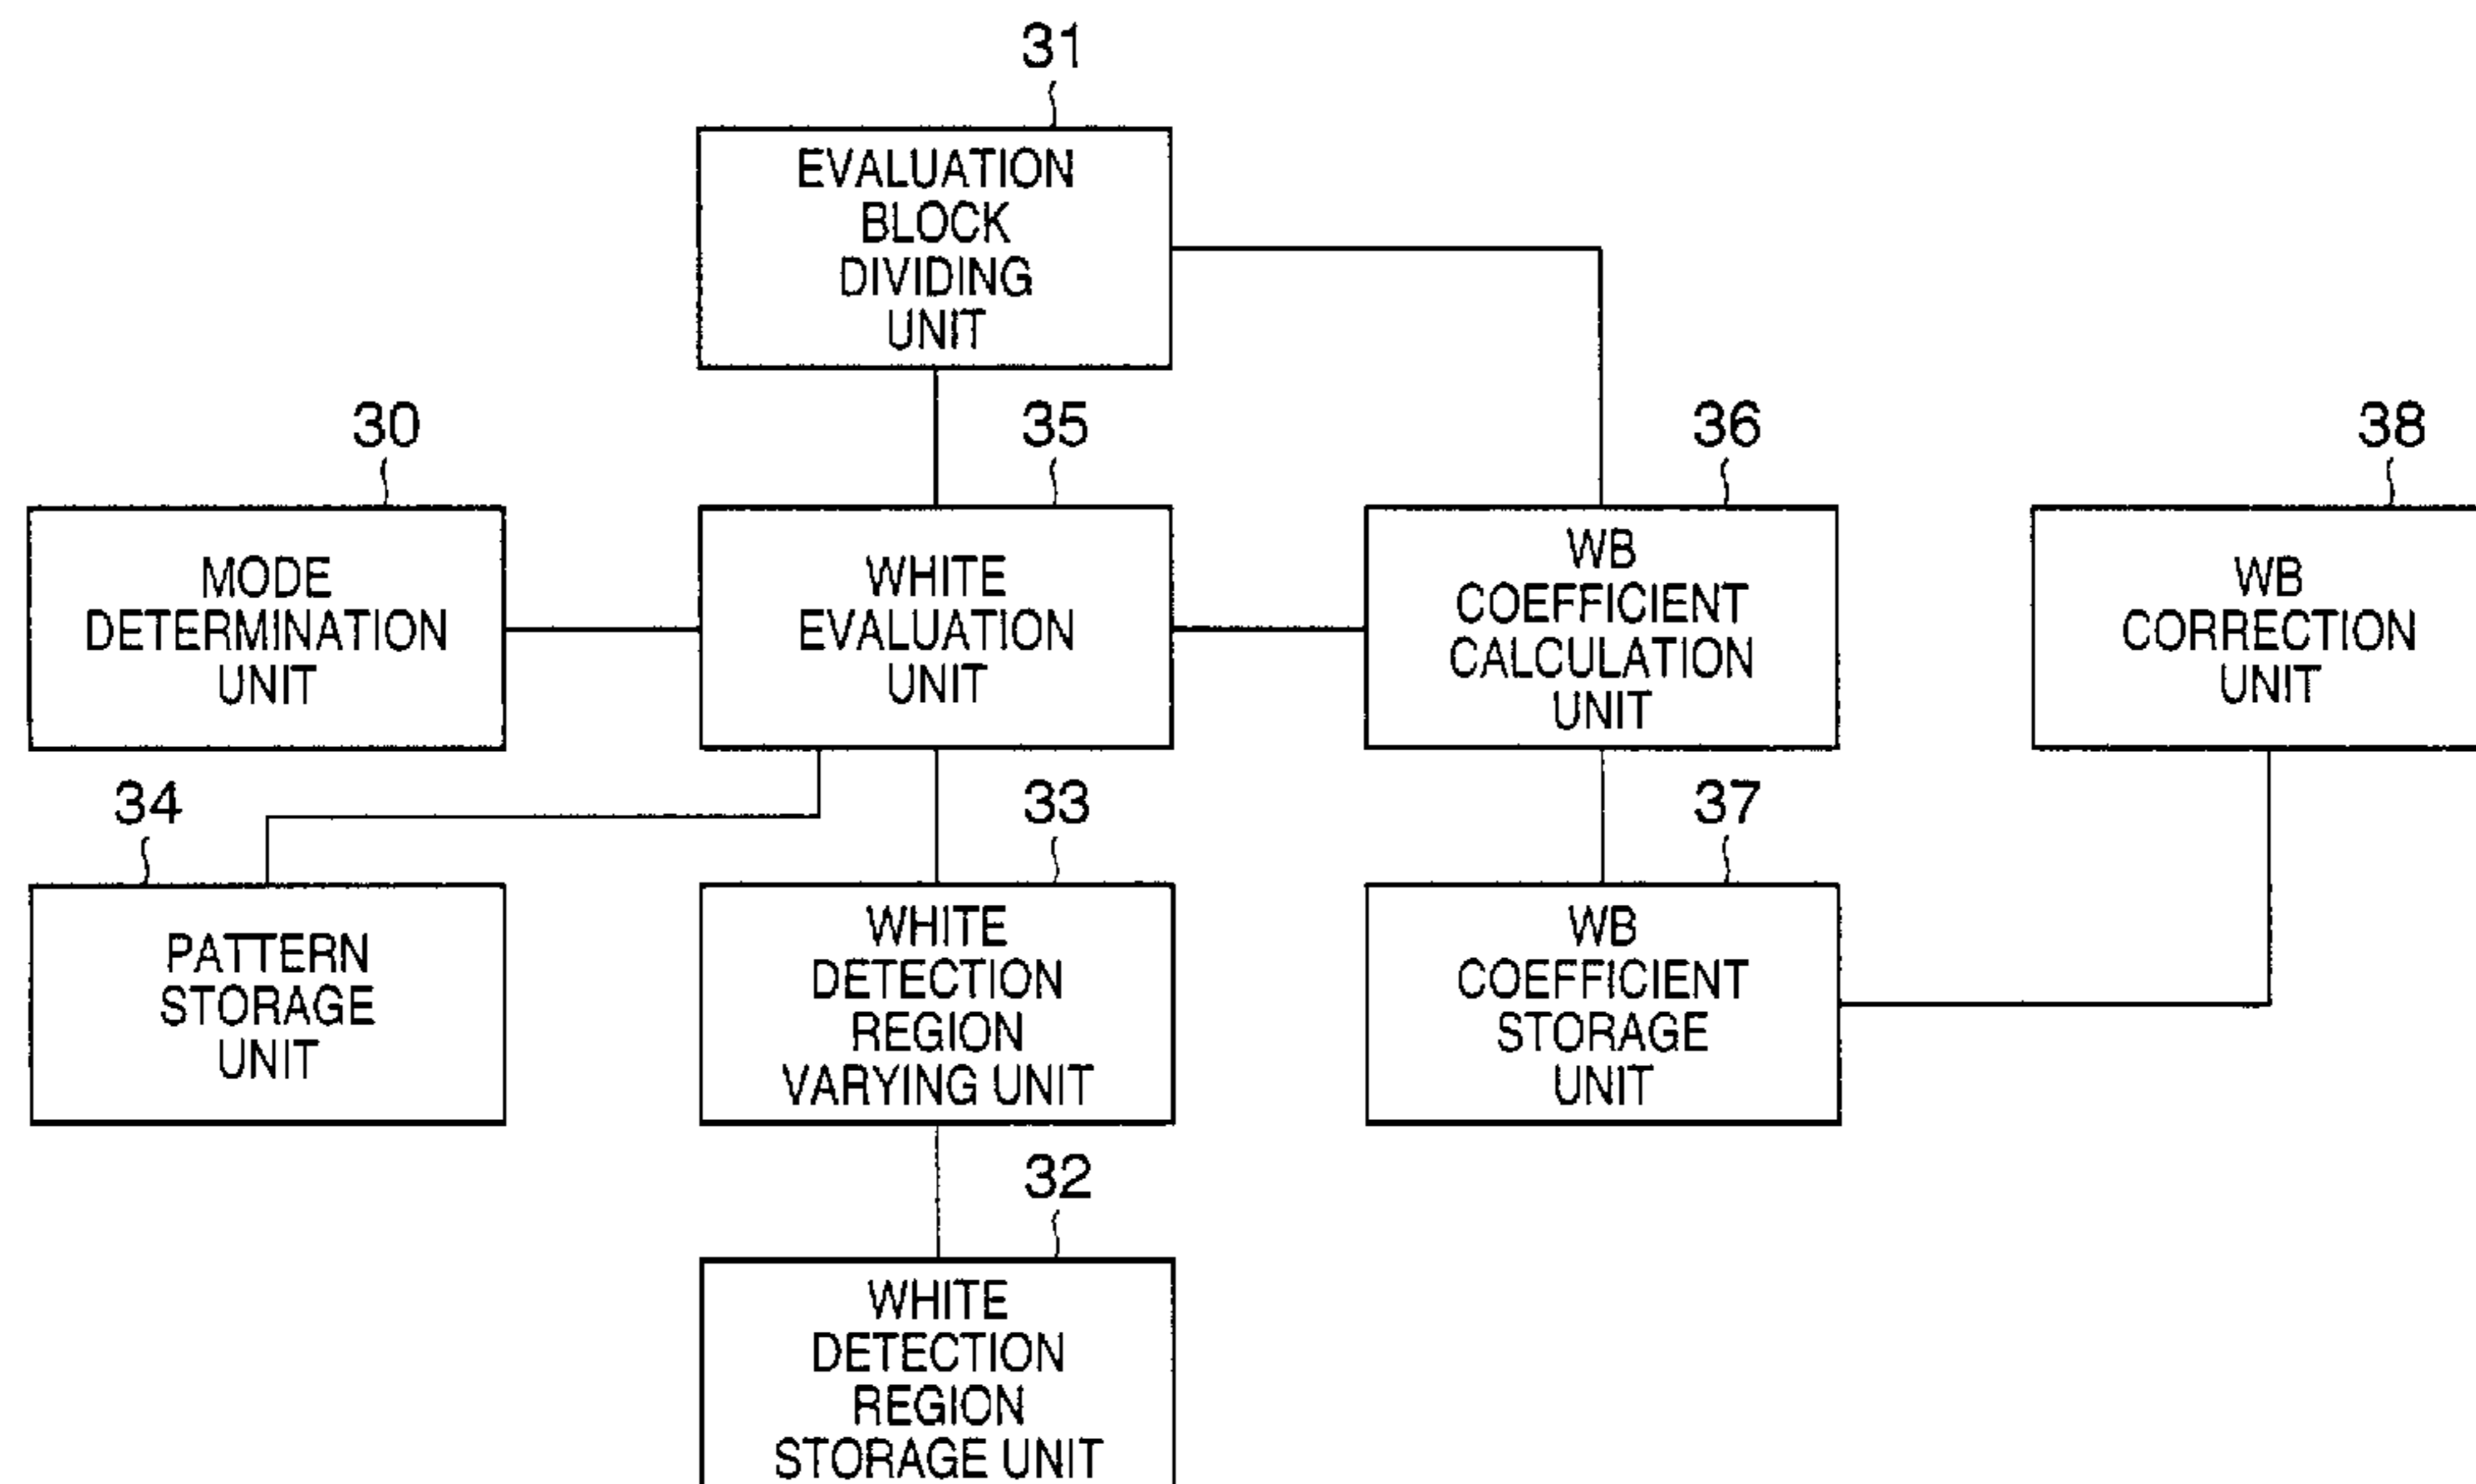 31
EVALUATION
BLOCK
DIVIDING
UNIT
30
MODE
DETERMINATION
UNIT
35
WHITE
EVALUATION
UNIT
36
WB
COEFFICIENT
CALCULATION
UNIT
38
WB
CORRECTION
UNIT
34
PATTERN
STORAGE
UNIT
33
WHITE
DETECTION
REGION
VARYING UNIT
37
WB
COEFFICIENT
STORAGE
UNIT
32
WHITE
DETECTION
REGION
STORAGE UNIT